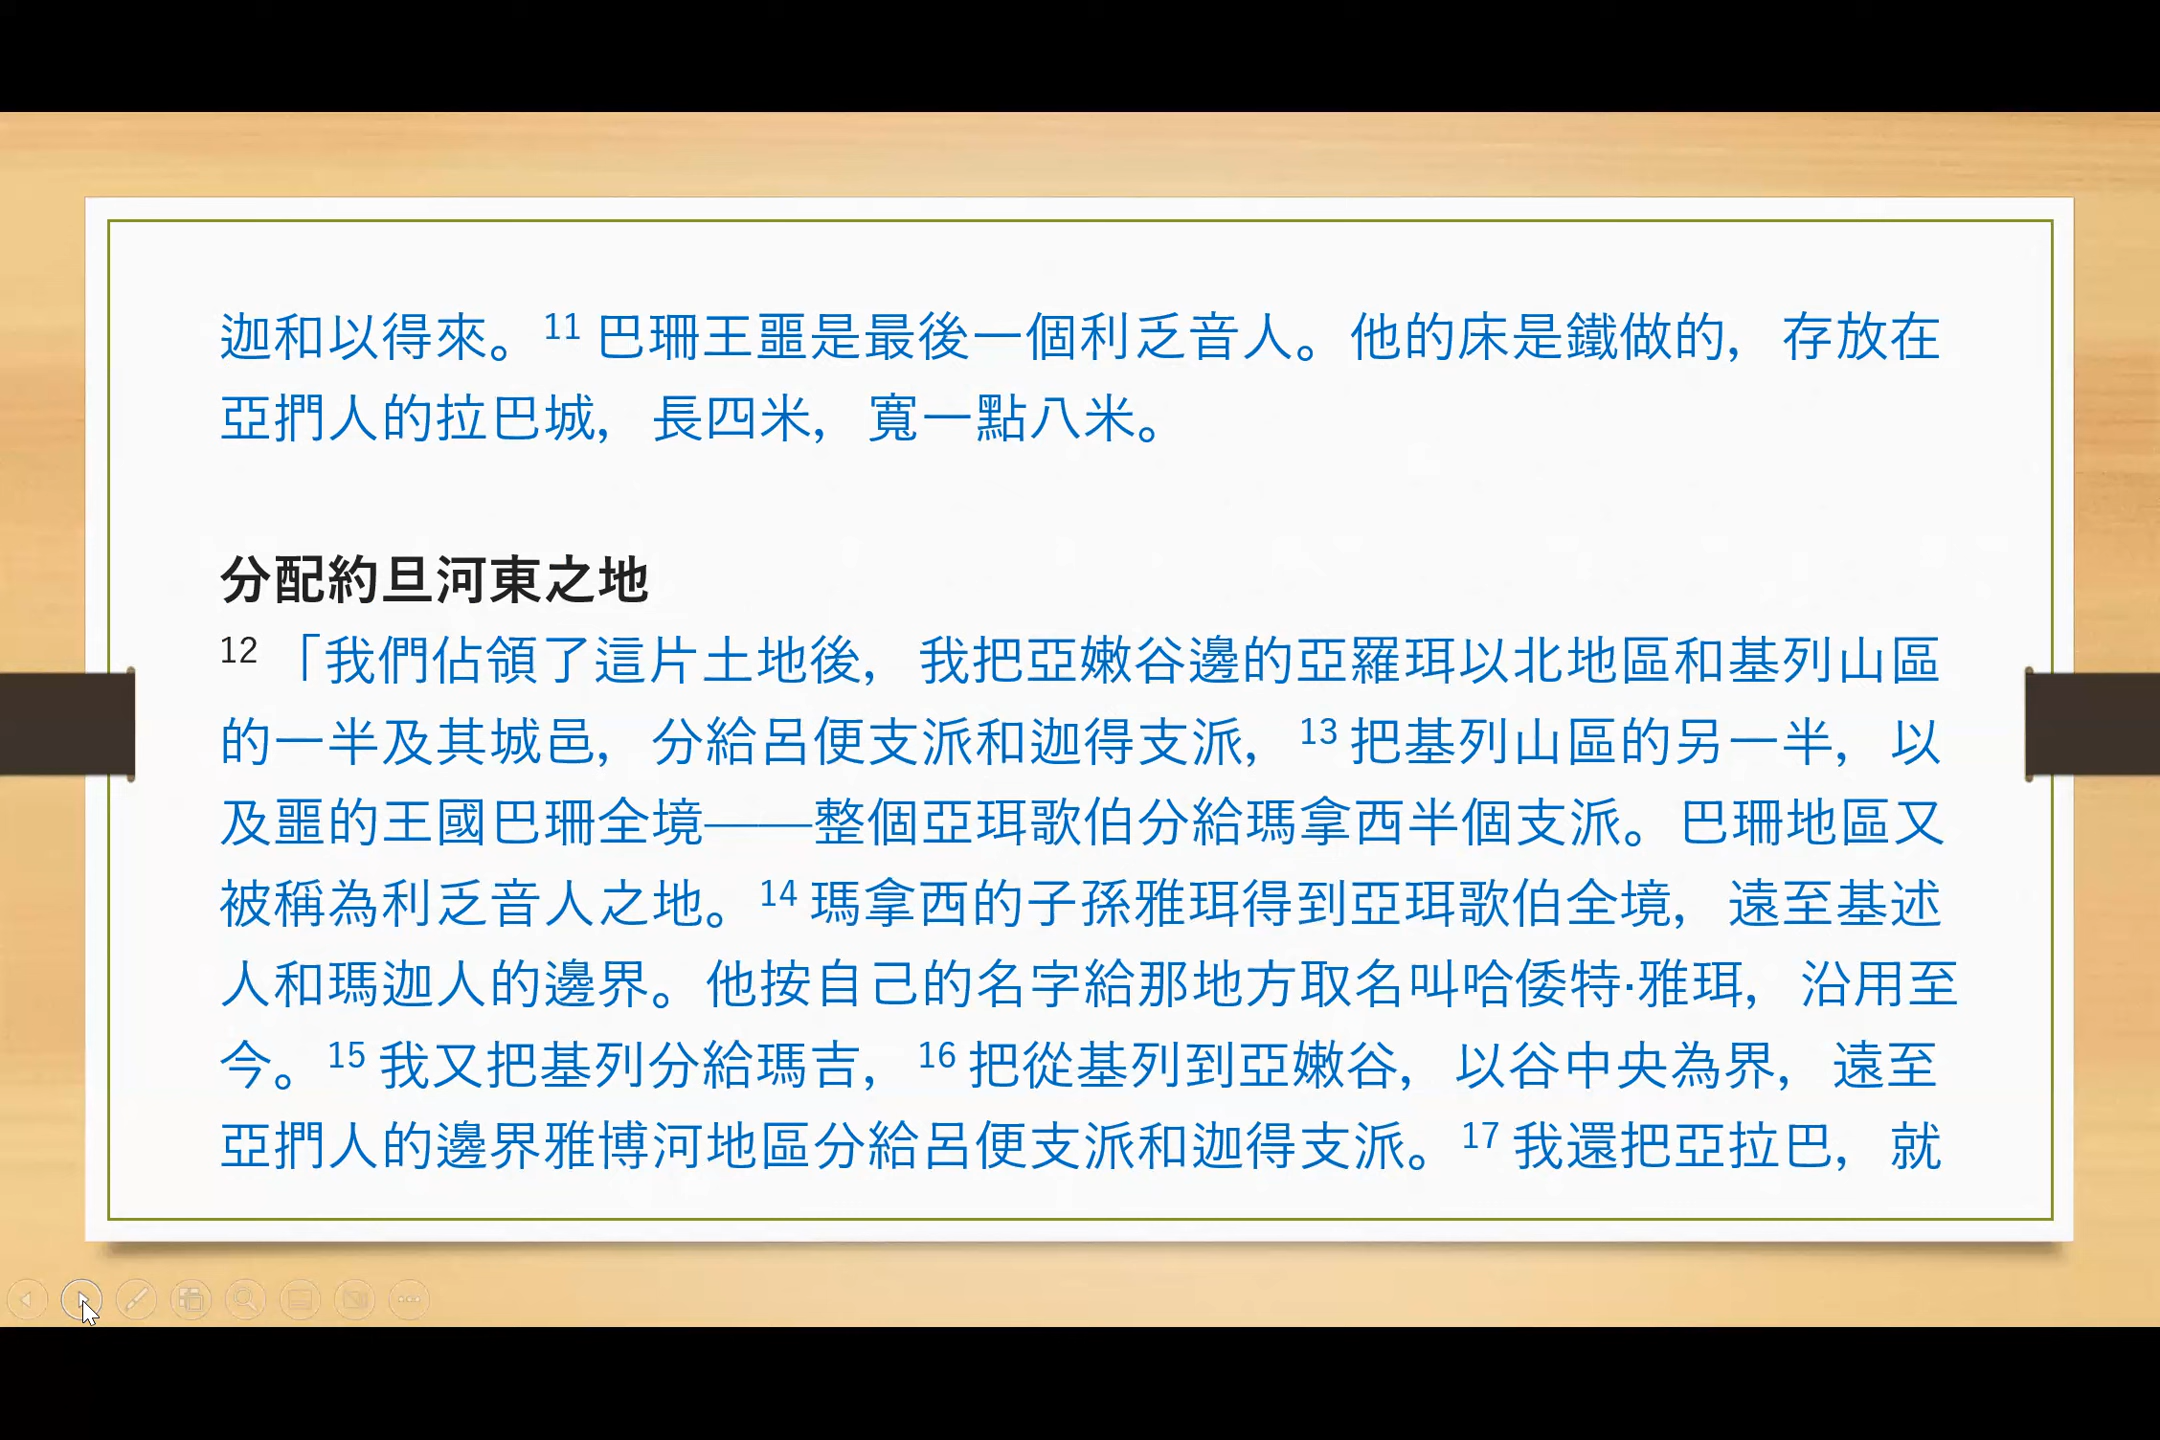 迦和以得來。11 巴珊王噩是最後一個利乏音人。他的床是鐵做的，存放在
亞捫人的拉巴城，長四米，寬一點八米。
分配約旦河東之地
12 「我們佔領了這片土地後，我把亞嫩谷邊的亞羅珥以北地區和基列山區
的一半及其城邑，分給呂便支派和迦得支派，13 把基列山區的另一半，以
及噩的王國巴珊全境——整個亞珥歌伯分給瑪拿西半個支派。巴珊地區又
被稱為利乏音人之地。14 瑪拿西的子孫雅珥得到亞珥歌伯全境，遠至基述
人和瑪迦人的邊界。他按自己的名字給那地方取名叫哈倭特·雅珥，沿用至
今。15 我又把基列分給瑪吉，16 把從基列到亞嫩谷，以谷中央為界，遠至
亞捫人的邊界雅博河地區分給呂便支派和迦得支派。17 我還把亞拉巴，就